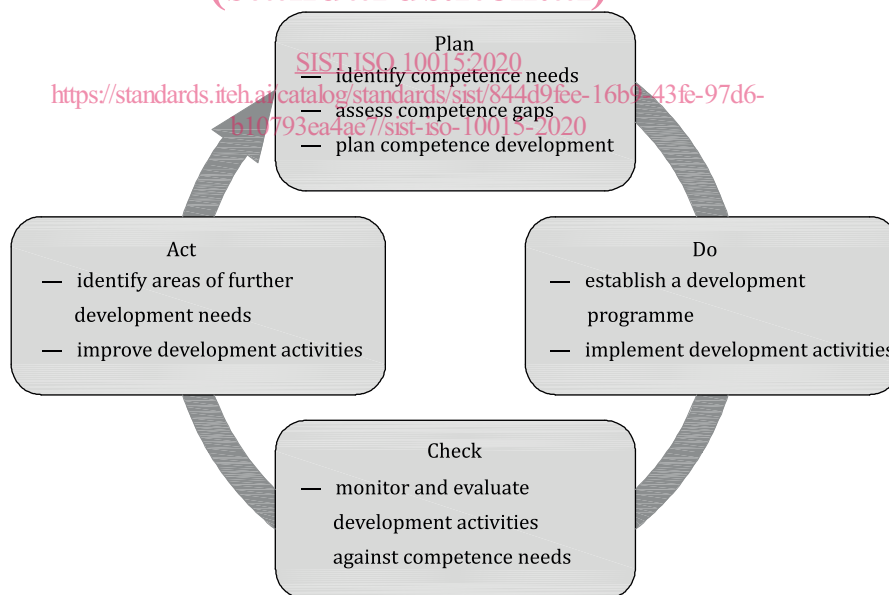 Plan
SIST ISO 10015:2020
— identify competence needs
https://standards.iteh.ai/catalog/standards/sist/844d9fee-16b9-43fe-97d6-
— assess competence gaps
b10793ea4ae7/sist-iso-10015-2020
— plan competence development
Act
— identify areas of further
development needs
— improve development activities
Do
— establish a development
programme
— implement development activities
Check
— monitor and evaluate
development activities
against competence needs